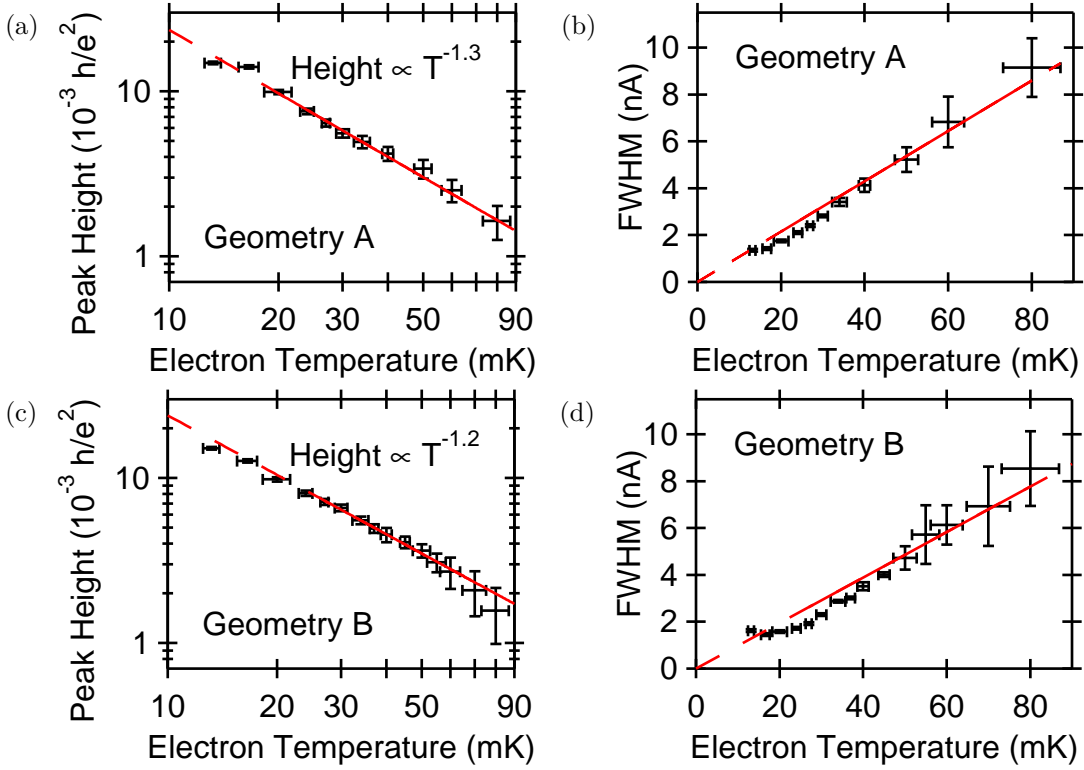 (a)
Peak Height (10⁻³ h/e²)
10
1
Height ∝ T⁻¹·³
Geometry A
10 20 30 50 90
Electron Temperature (mK)
(b)
FWHM (nA)
10
8
6
4
2
0
Geometry A
0 20 40 60 80
Electron Temperature (mK)
(c)
Peak Height (10⁻³ h/e²)
10
1
Height ∝ T⁻¹·²
Geometry B
10 20 30 50 90
Electron Temperature (mK)
(d)
FWHM (nA)
10
8
6
4
2
0
Geometry B
0 20 40 60 80
Electron Temperature (mK)